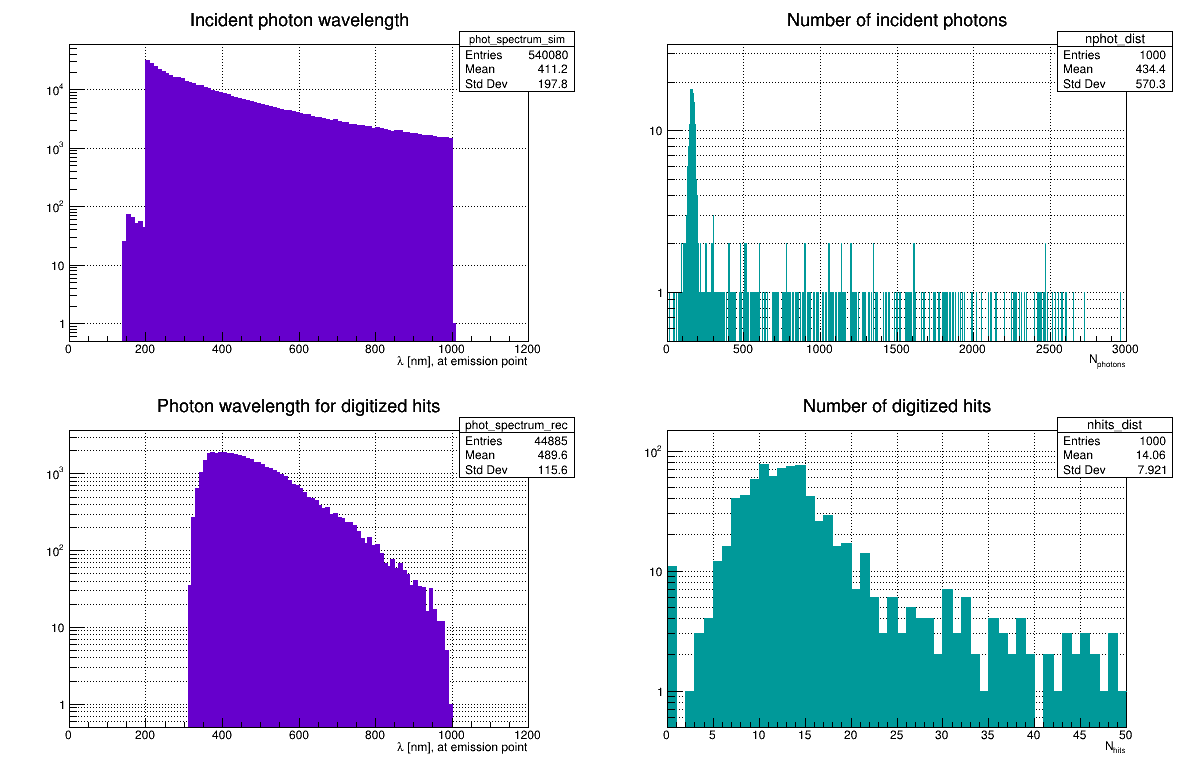 Incident photon wavelength
phot_spectrum_sim
Entries 540080
Mean 411.2
Std Dev 197.8
10^4
10^3
10^2
10
1
0 200 400 600 800 1000 1200
λ [nm], at emission point
Number of incident photons
nphot_dist
Entries 1000
Mean 434.4
Std Dev 570.3
10
1
0 500 1000 1500 2000 2500 3000
N_photons
Photon wavelength for digitized hits
phot_spectrum_rec
Entries 44885
Mean 489.6
Std Dev 115.6
10^3
10^2
10
1
0 200 400 600 800 1000 1200
λ [nm], at emission point
Number of digitized hits
nhits_dist
Entries 1000
Mean 14.06
Std Dev 7.921
10^2
10
1
0 5 10 15 20 25 30 35 40 45 50
N_hits